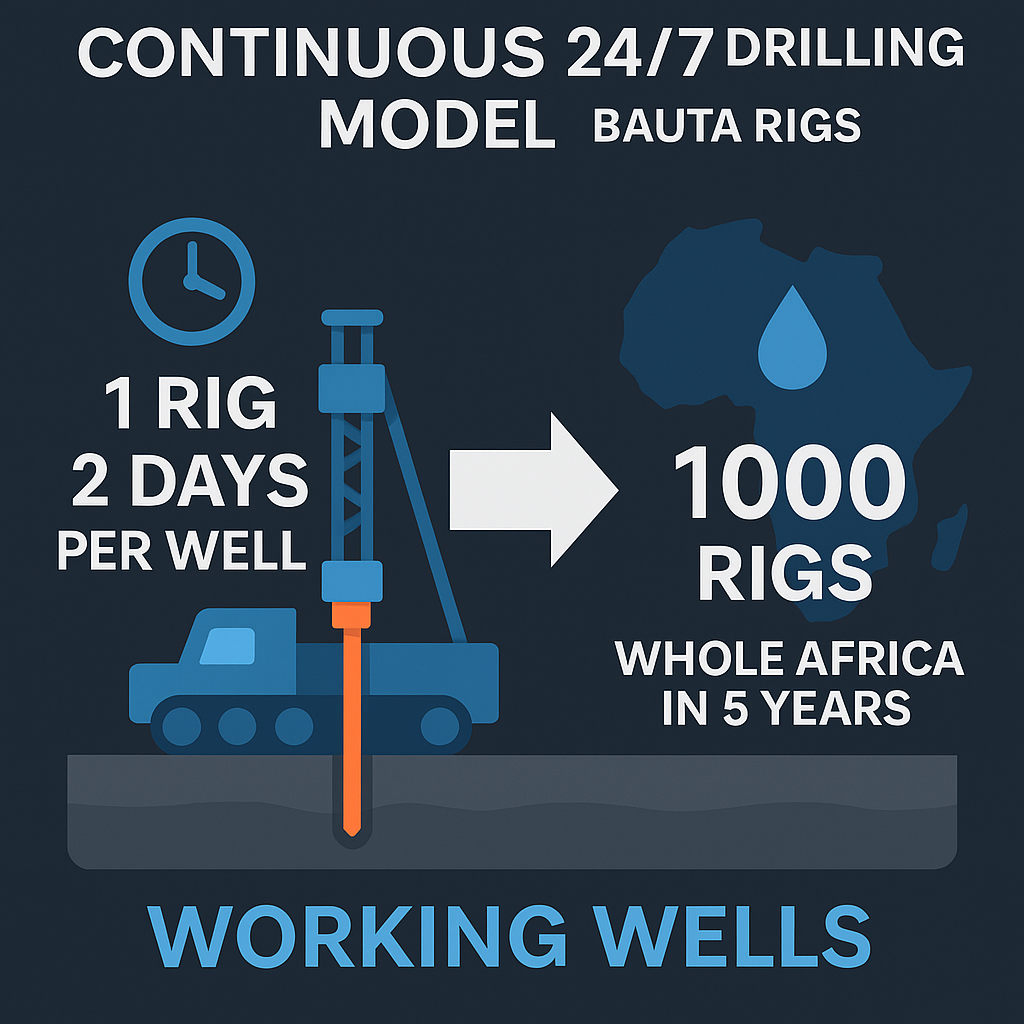 CONTINUOUS 24/7 DRILLING
MODEL BAUTA RIGS
1 RIG
2 DAYS
PER WELL
1000
RIGS
WHOLE AFRICA
IN 5 YEARS
WORKING WELLS